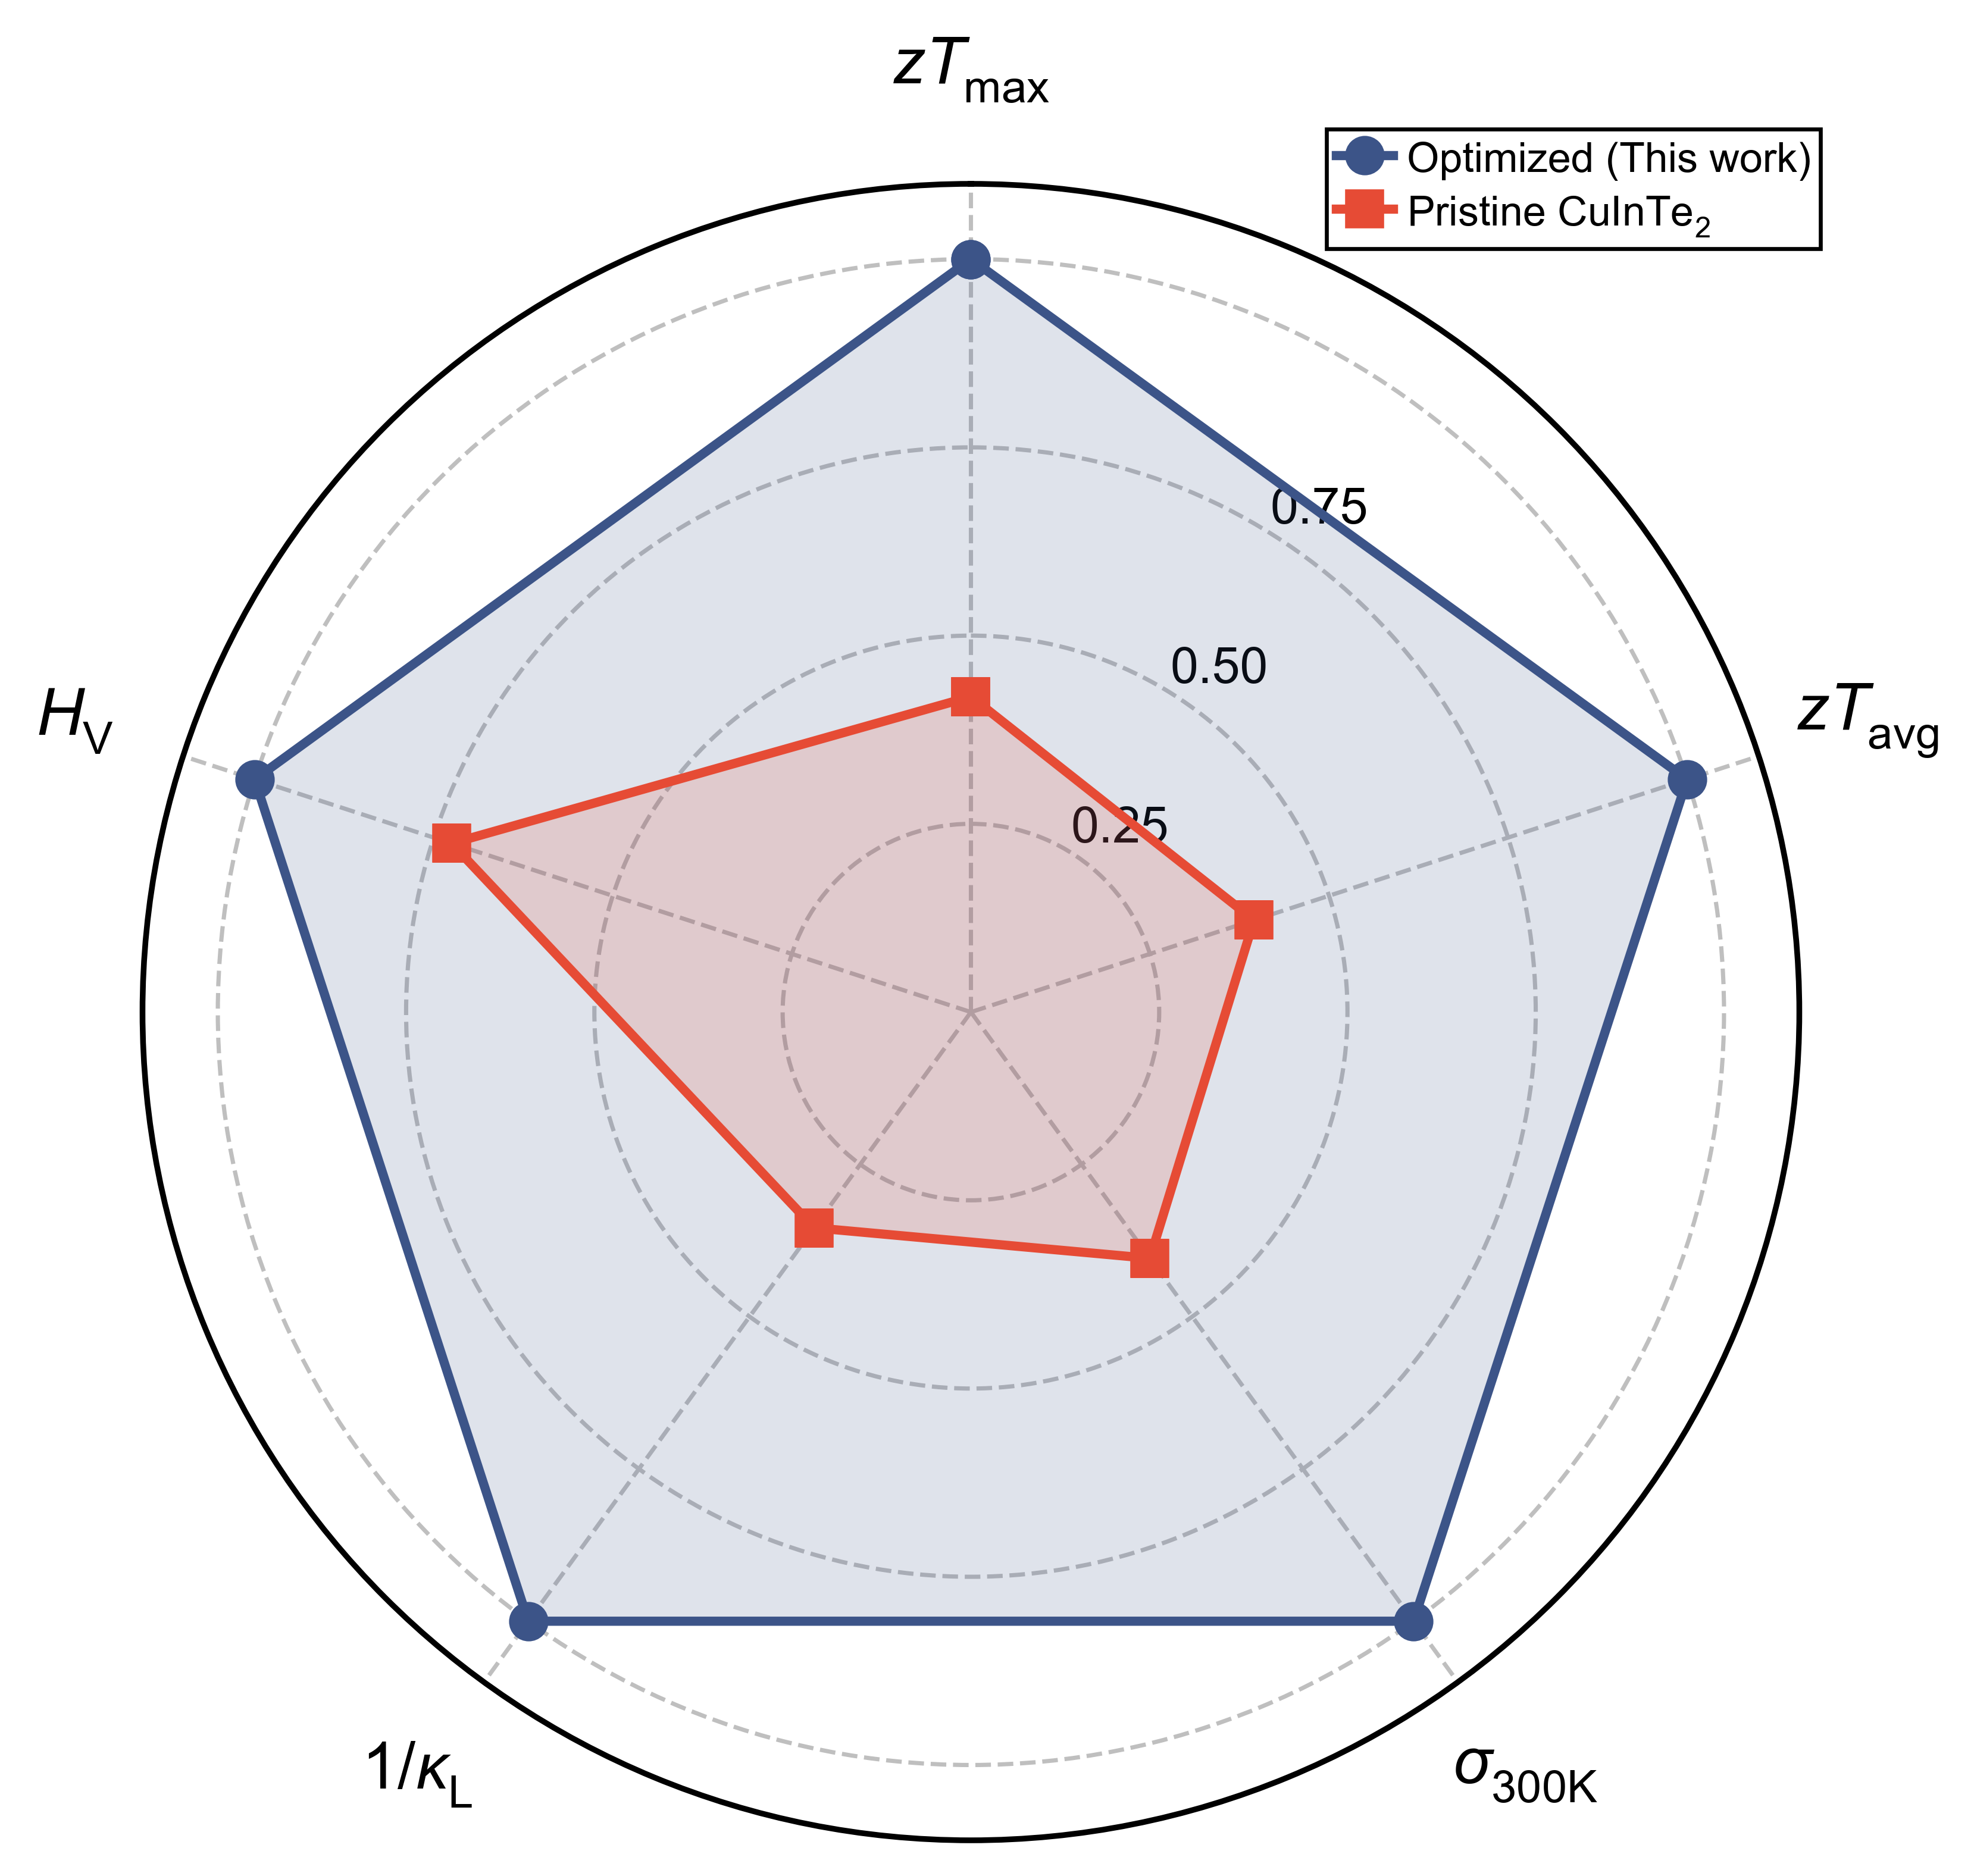 zTmax
Optimized (This work)
Pristine CuInTe2
0.75
0.50
0.25
HV
zTavg
1/κL
σ300K